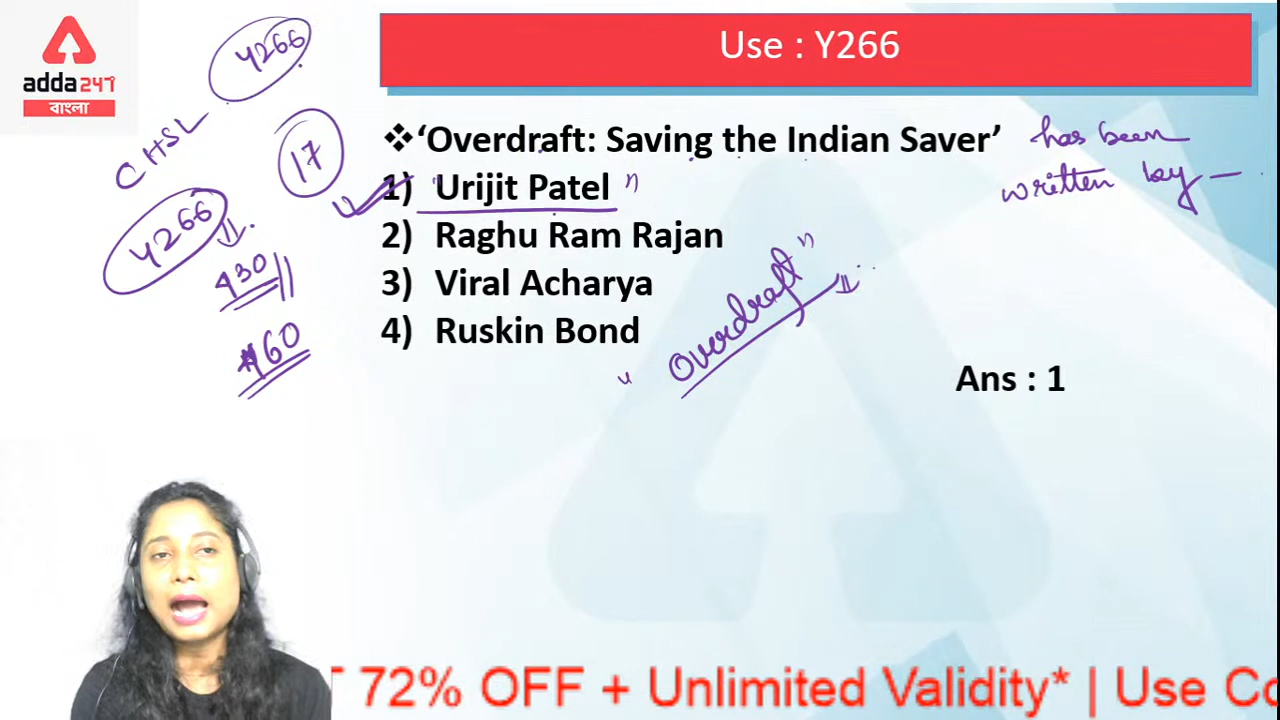 adda247
বাংলা
Y266
CHSL
17
Y266
430
460
Use : Y266
❖‘Overdraft: Saving the Indian Saver’ has been
written by –
1) "Urijit Patel"
2) Raghu Ram Rajan
3) Viral Acharya
4) Ruskin Bond
"Overdraft"
Ans : 1
72% OFF + Unlimited Validity* | Use